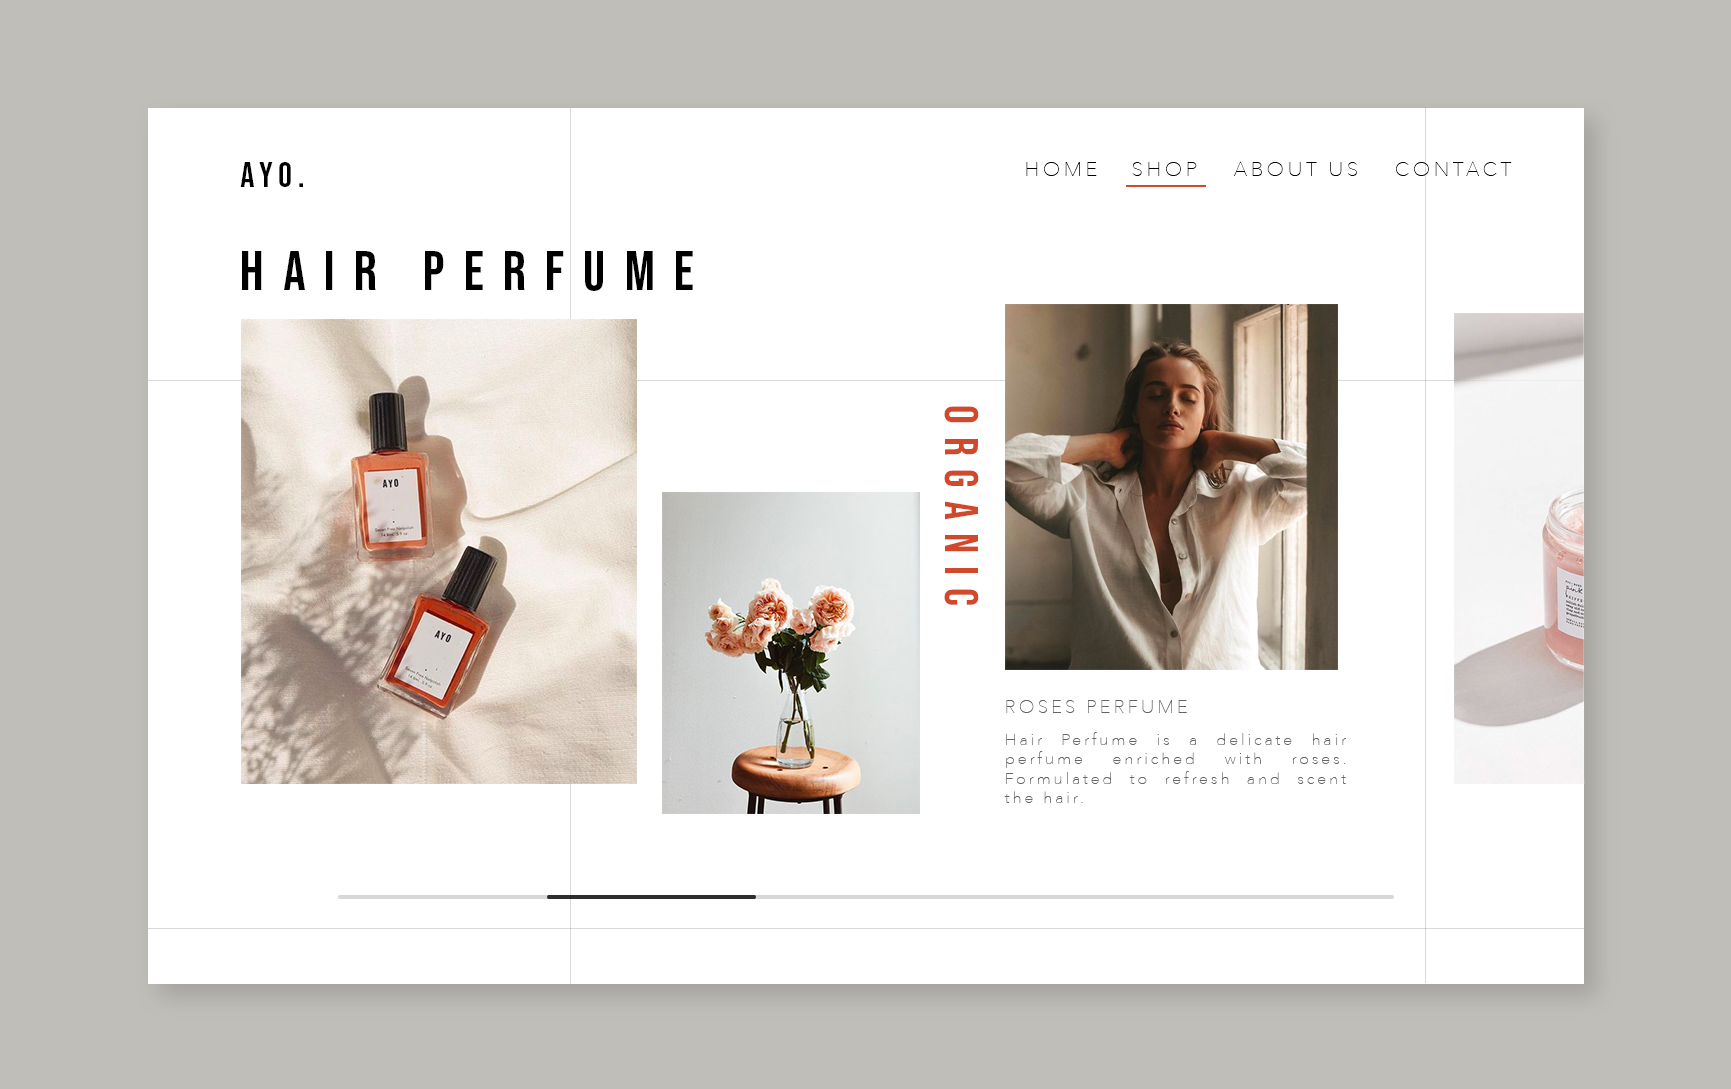 AYO.
HOME SHOP ABOUT US CONTACT
HAIR PERFUME
AYO
AYO
ORGANIC
ROSES PERFUME
Hair Perfume is a delicate hair
perfume enriched with roses.
Formulated to refresh and scent
the hair.